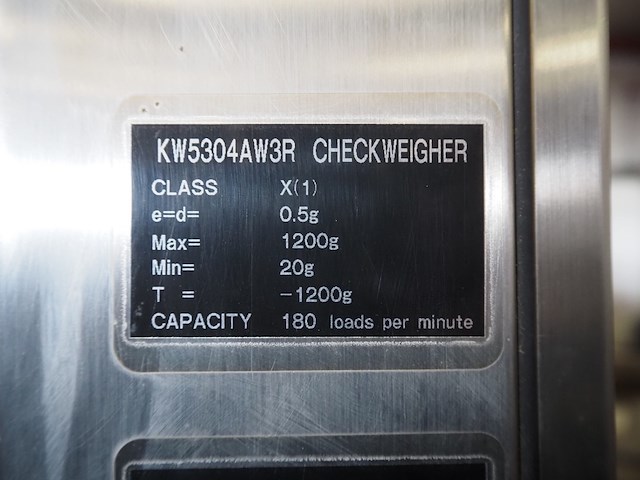 KW5304AW3R CHECKWEIGHER
CLASS X(1)
e=d= 0.5g
Max= 1200g
Min= 20g
T = -1200g
CAPACITY 180 loads per minute